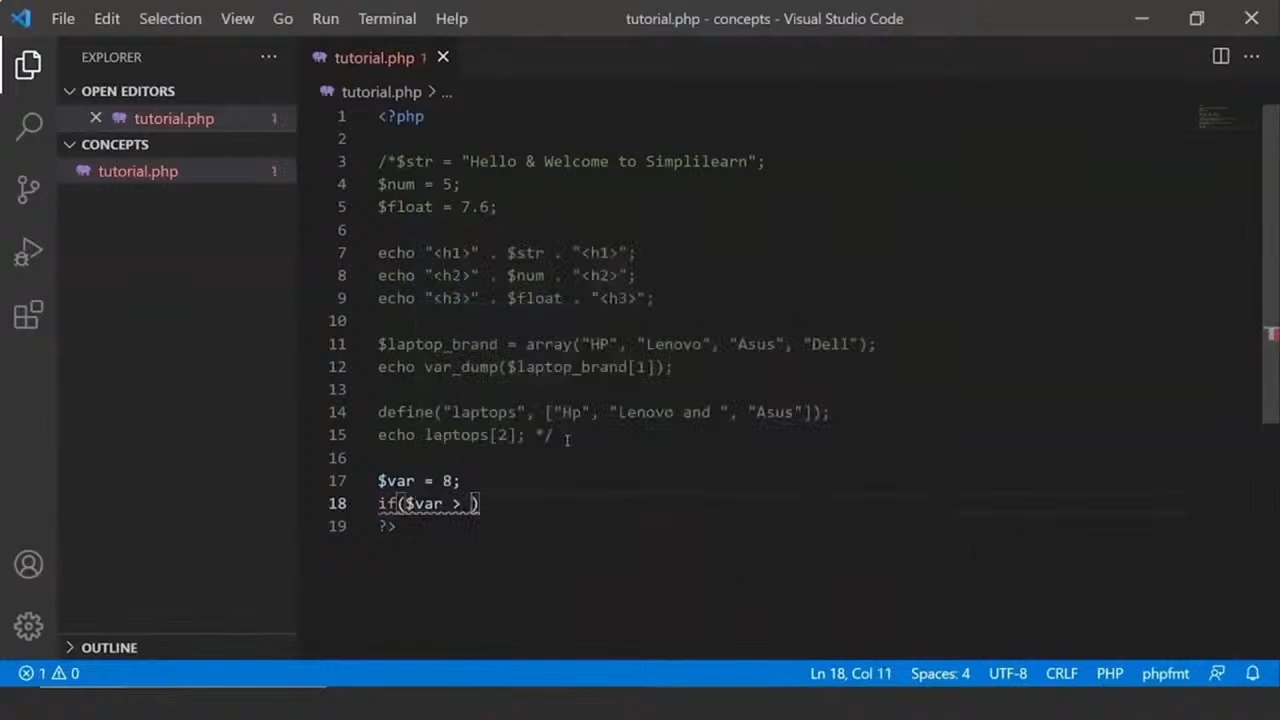 File Edit Selection View Go Run Terminal Help tutorial.php - concepts - Visual Studio Code
EXPLORER
OPEN EDITORS
tutorial.php 1
CONCEPTS
tutorial.php 1
OUTLINE
tutorial.php 1
tutorial.php > ...
1 <?php
2
3 /*$str = "Hello & Welcome to Simplilearn";
4 $num = 5;
5 $float = 7.6;
6
7 echo "<h1>" . $str . "<h1>";
8 echo "<h2>" . $num . "<h2>";
9 echo "<h3>" . $float . "<h3>";
10
11 $laptop_brand = array("HP", "Lenovo", "Asus", "Dell");
12 echo var_dump($laptop_brand[1]);
13
14 define("laptops", ["Hp", "Lenovo and ", "Asus"]);
15 echo laptops[2]; */
16
17 $var = 8;
18 if($var > )
19 ?>
1 0 Ln 18, Col 11 Spaces: 4 UTF-8 CRLF PHP phpfmt